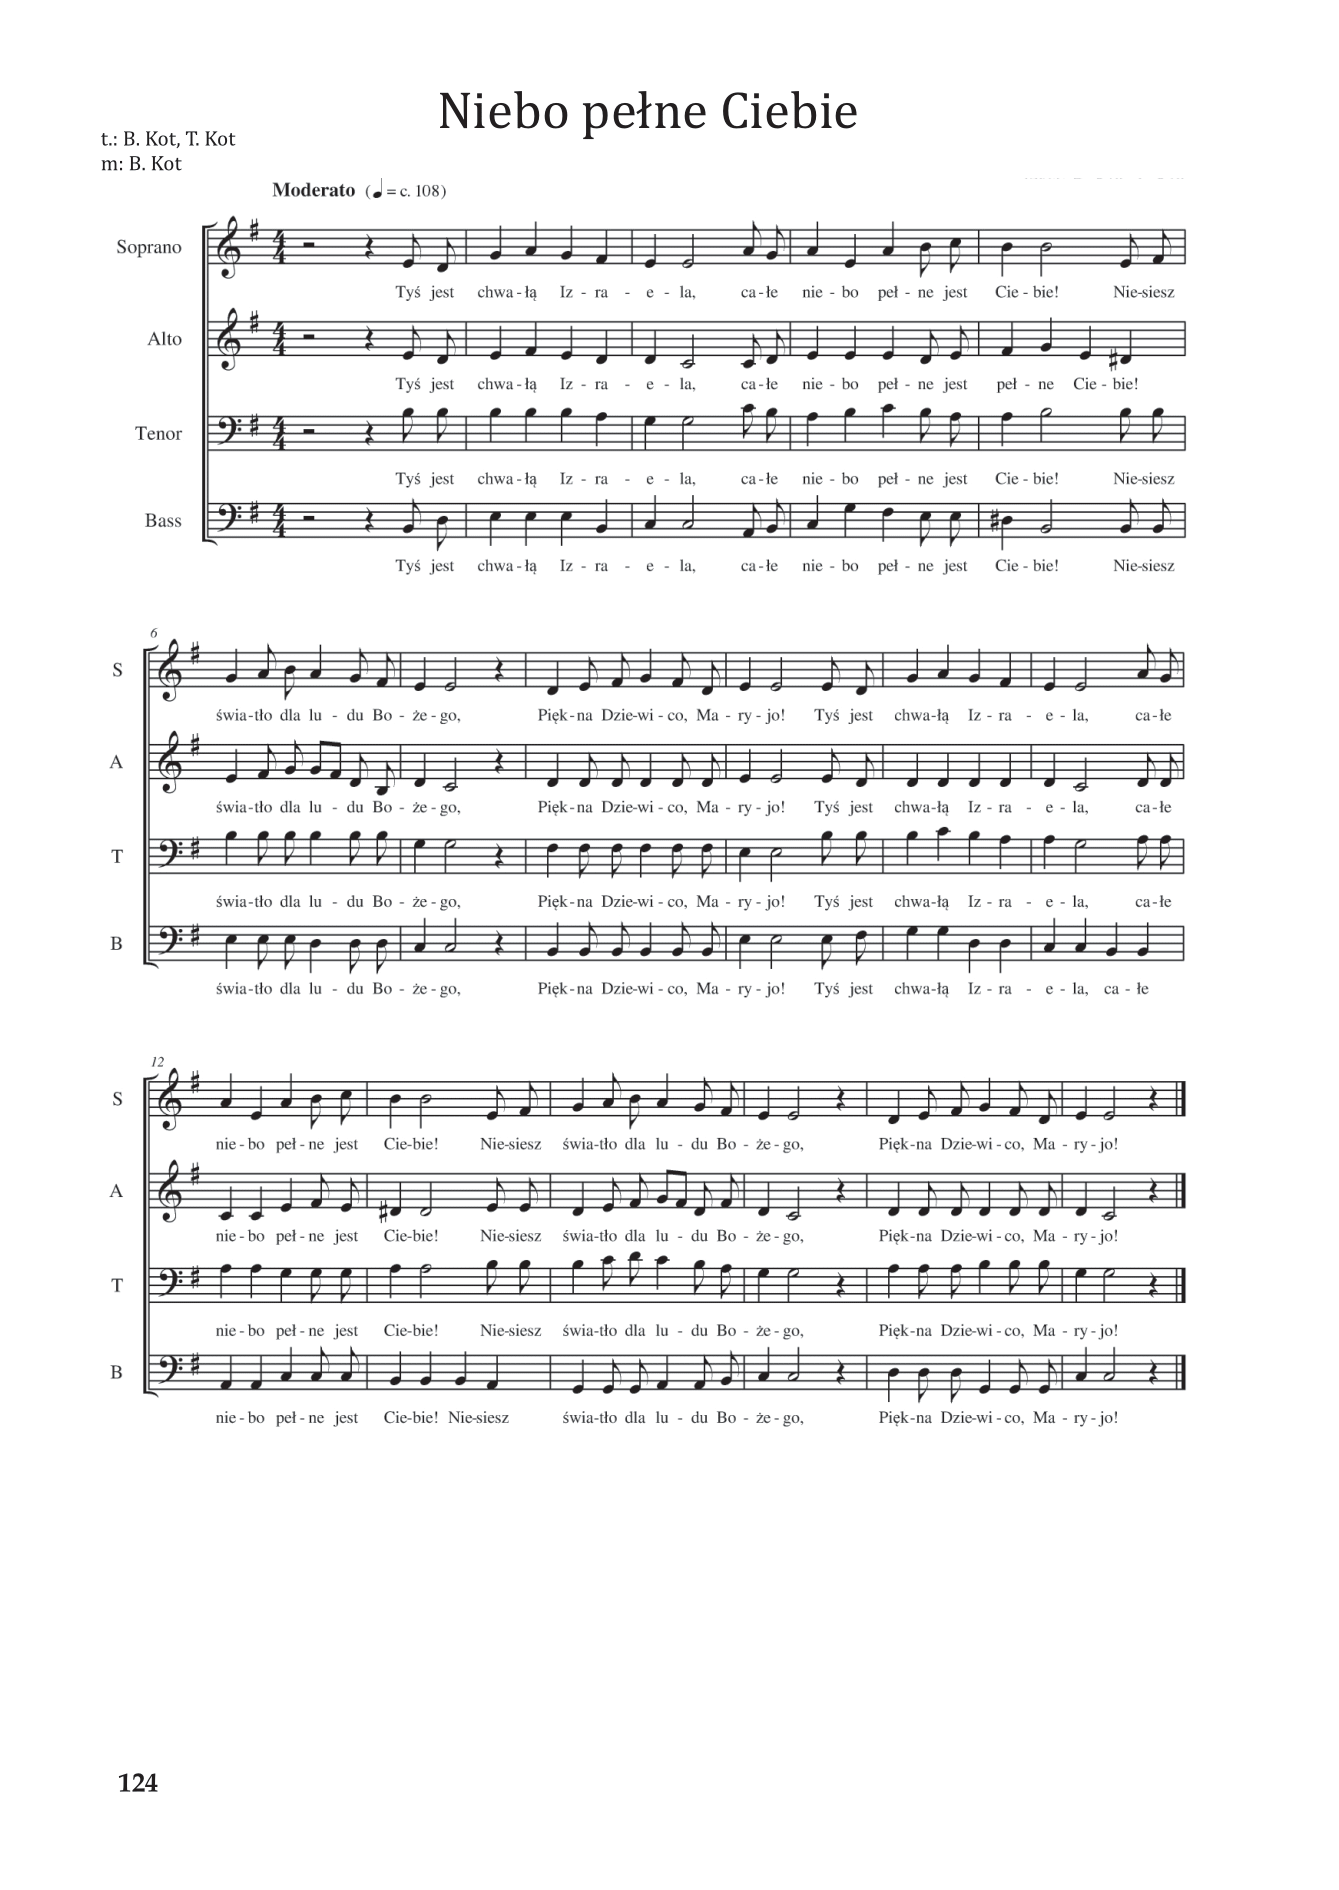 Niebo pełne Ciebie
t.: B. Kot, T. Kot
m: B. Kot
Moderato (♩ = c. 108)
Soprano
Tyś jest chwa - łą Iz - ra - e - la, ca - łe nie - bo peł - ne jest Cie - bie! Nie-siesz
Alto
Tyś jest chwa - łą Iz - ra - e - la, ca - łe nie - bo peł - ne jest peł - ne Cie - bie!
Tenor
Tyś jest chwa - łą Iz - ra - e - la, ca - łe nie - bo peł - ne jest Cie - bie! Nie-siesz
Bass
Tyś jest chwa - łą Iz - ra - e - la, ca - łe nie - bo peł - ne jest Cie - bie! Nie-siesz
6
S
świa-tło dla lu - du Bo - że - go, Pięk-na Dzie-wi - co, Ma - ry - jo! Tyś jest chwa-łą Iz - ra - e - la, ca - łe
A
świa-tło dla lu - du Bo - że - go, Pięk-na Dzie-wi - co, Ma - ry - jo! Tyś jest chwa-łą Iz - ra - e - la, ca - łe
T
świa-tło dla lu - du Bo - że - go, Pięk-na Dzie-wi - co, Ma - ry - jo! Tyś jest chwa-łą Iz - ra - e - la, ca - łe
B
świa-tło dla lu - du Bo - że - go, Pięk-na Dzie-wi - co, Ma - ry - jo! Tyś jest chwa-łą Iz - ra - e - la, ca - łe
12
S
nie - bo peł - ne jest Cie-bie! Nie-siesz świa-tło dla lu - du Bo - że - go, Pięk-na Dzie-wi - co, Ma - ry - jo!
A
nie - bo peł - ne jest Cie-bie! Nie-siesz świa-tło dla lu - du Bo - że - go, Pięk-na Dzie-wi - co, Ma - ry - jo!
T
nie - bo peł - ne jest Cie-bie! Nie-siesz świa-tło dla lu - du Bo - że - go, Pięk-na Dzie-wi - co, Ma - ry - jo!
B
nie - bo peł - ne jest Cie-bie! Nie-siesz świa-tło dla lu - du Bo - że - go, Pięk-na Dzie-wi - co, Ma - ry - jo!
124